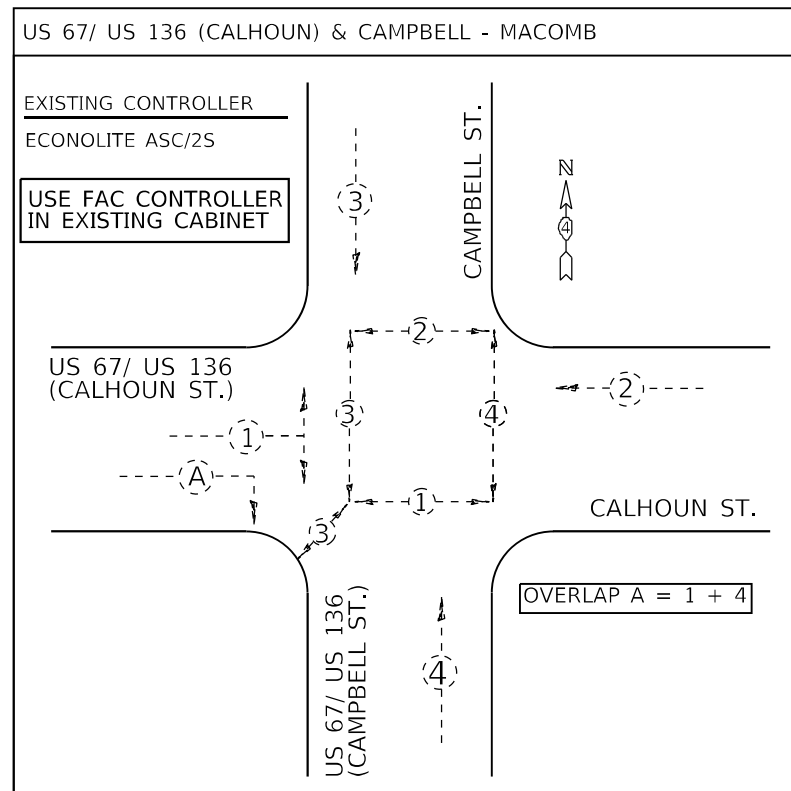 US 67/ US 136 (CALHOUN) & CAMPBELL - MACOMB
EXISTING CONTROLLER
ECONOLITE ASC/2S
USE FAC CONTROLLER
IN EXISTING CABINET
3
CAMPBELL ST.
N
4
US 67/ US 136
(CALHOUN ST.)
2
2
1
3
4
A
1
3
CALHOUN ST.
OVERLAP A = 1 + 4
US 67/ US 136
(CAMPBELL ST.)
4